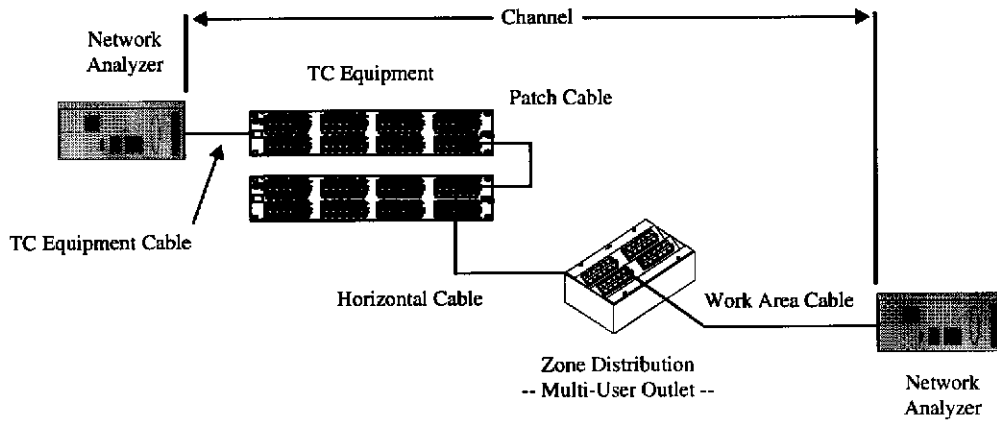 Channel
Network
Analyzer
TC Equipment
Patch Cable
TC Equipment Cable
Horizontal Cable
Work Area Cable
Zone Distribution
-- Multi-User Outlet --
Network
Analyzer